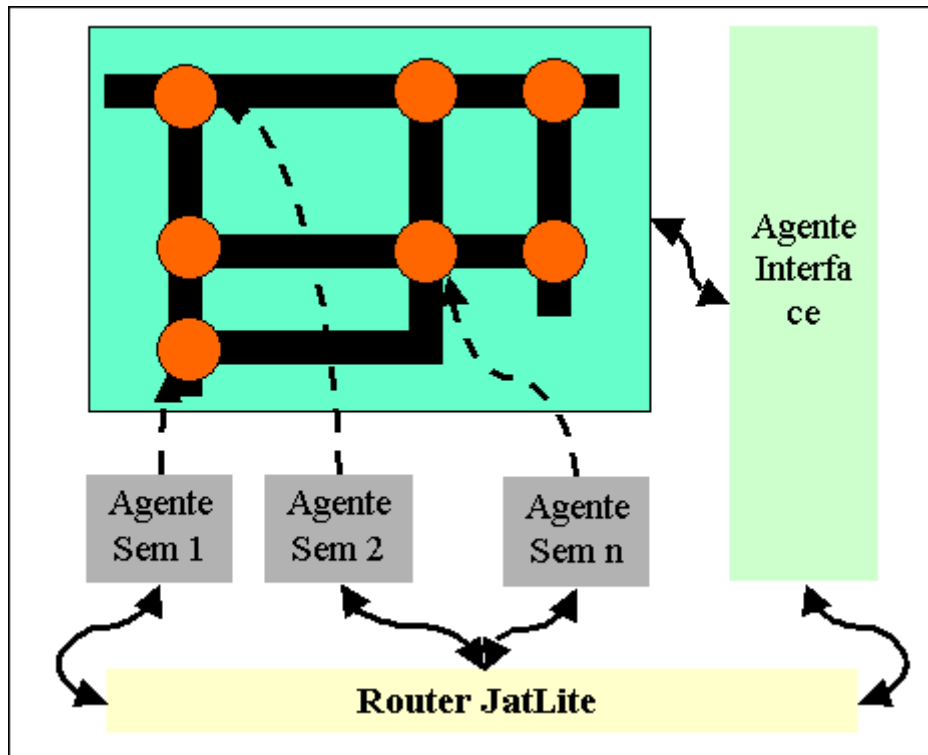 Agente
Interfa
ce
Agente
Sem 1
Agente
Sem 2
Agente
Sem n
Router JatLite